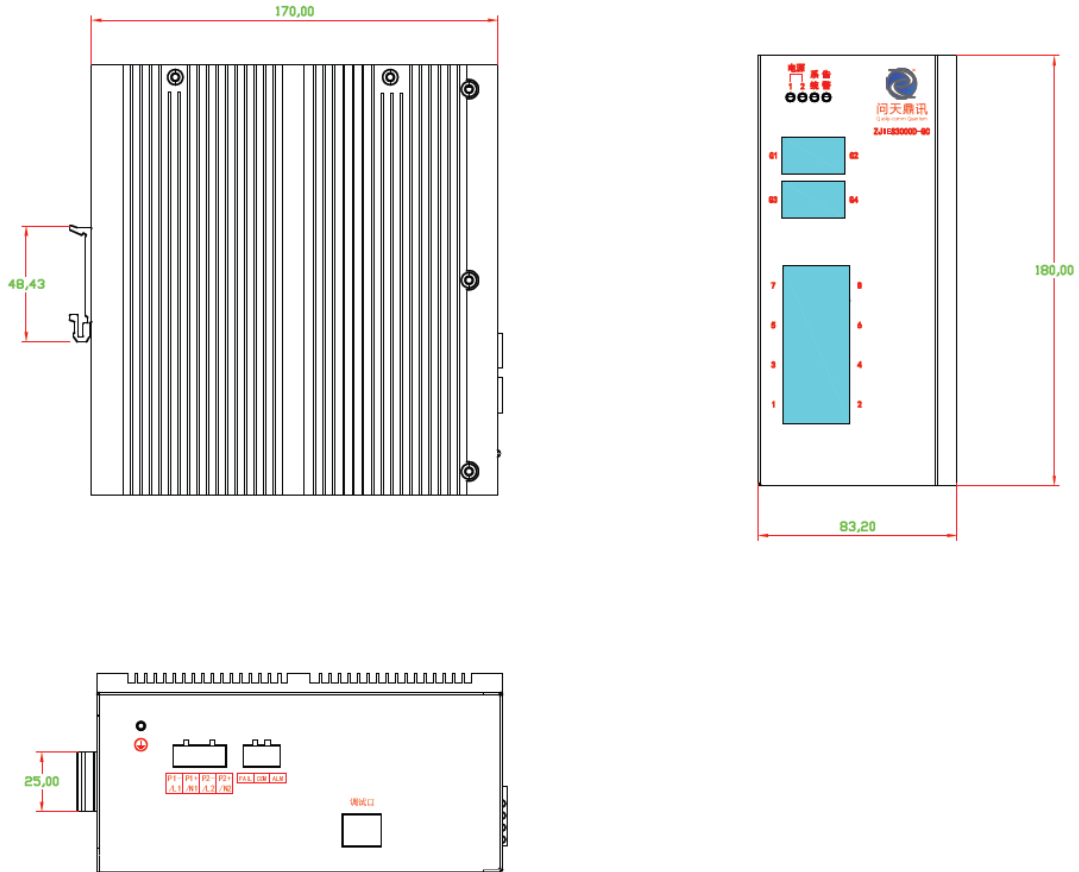 170,00
48,43
电源
系 告
1 2 统 警
问天鼎讯
ZJIES3000D-GC
G1 G2
G3 G4
7 8
5 6
3 4
1 2
180,00
83,20
25,00
P1- P1+ P2- P2+
/L1 /N1 /L2 /N2
FAIL COM ALM
调试口